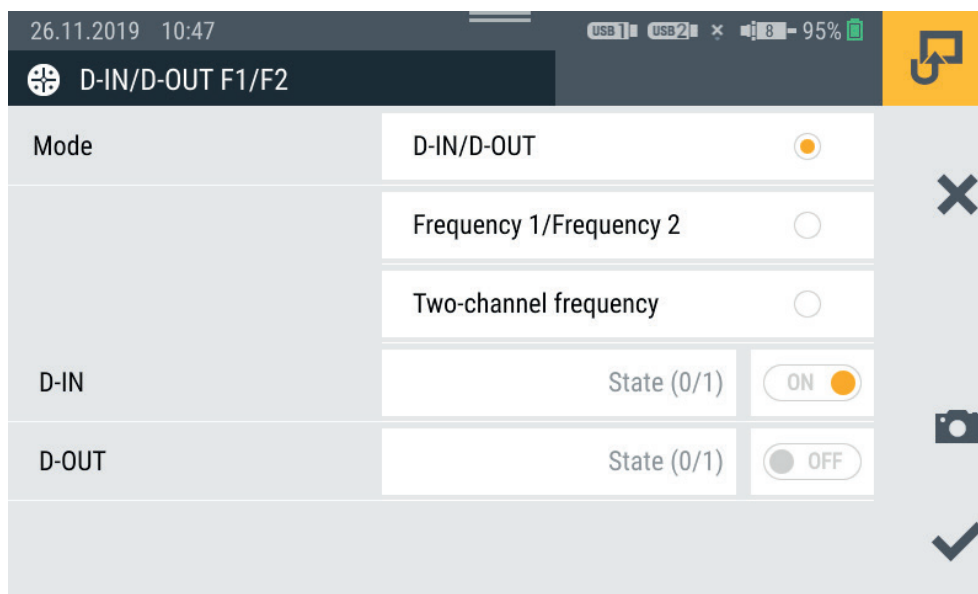 26.11.2019 10:47 USB 1 USB 2 8 95%
D-IN/D-OUT F1/F2
Mode D-IN/D-OUT
Frequency 1/Frequency 2
Two-channel frequency
D-IN State (0/1) ON
D-OUT State (0/1) OFF